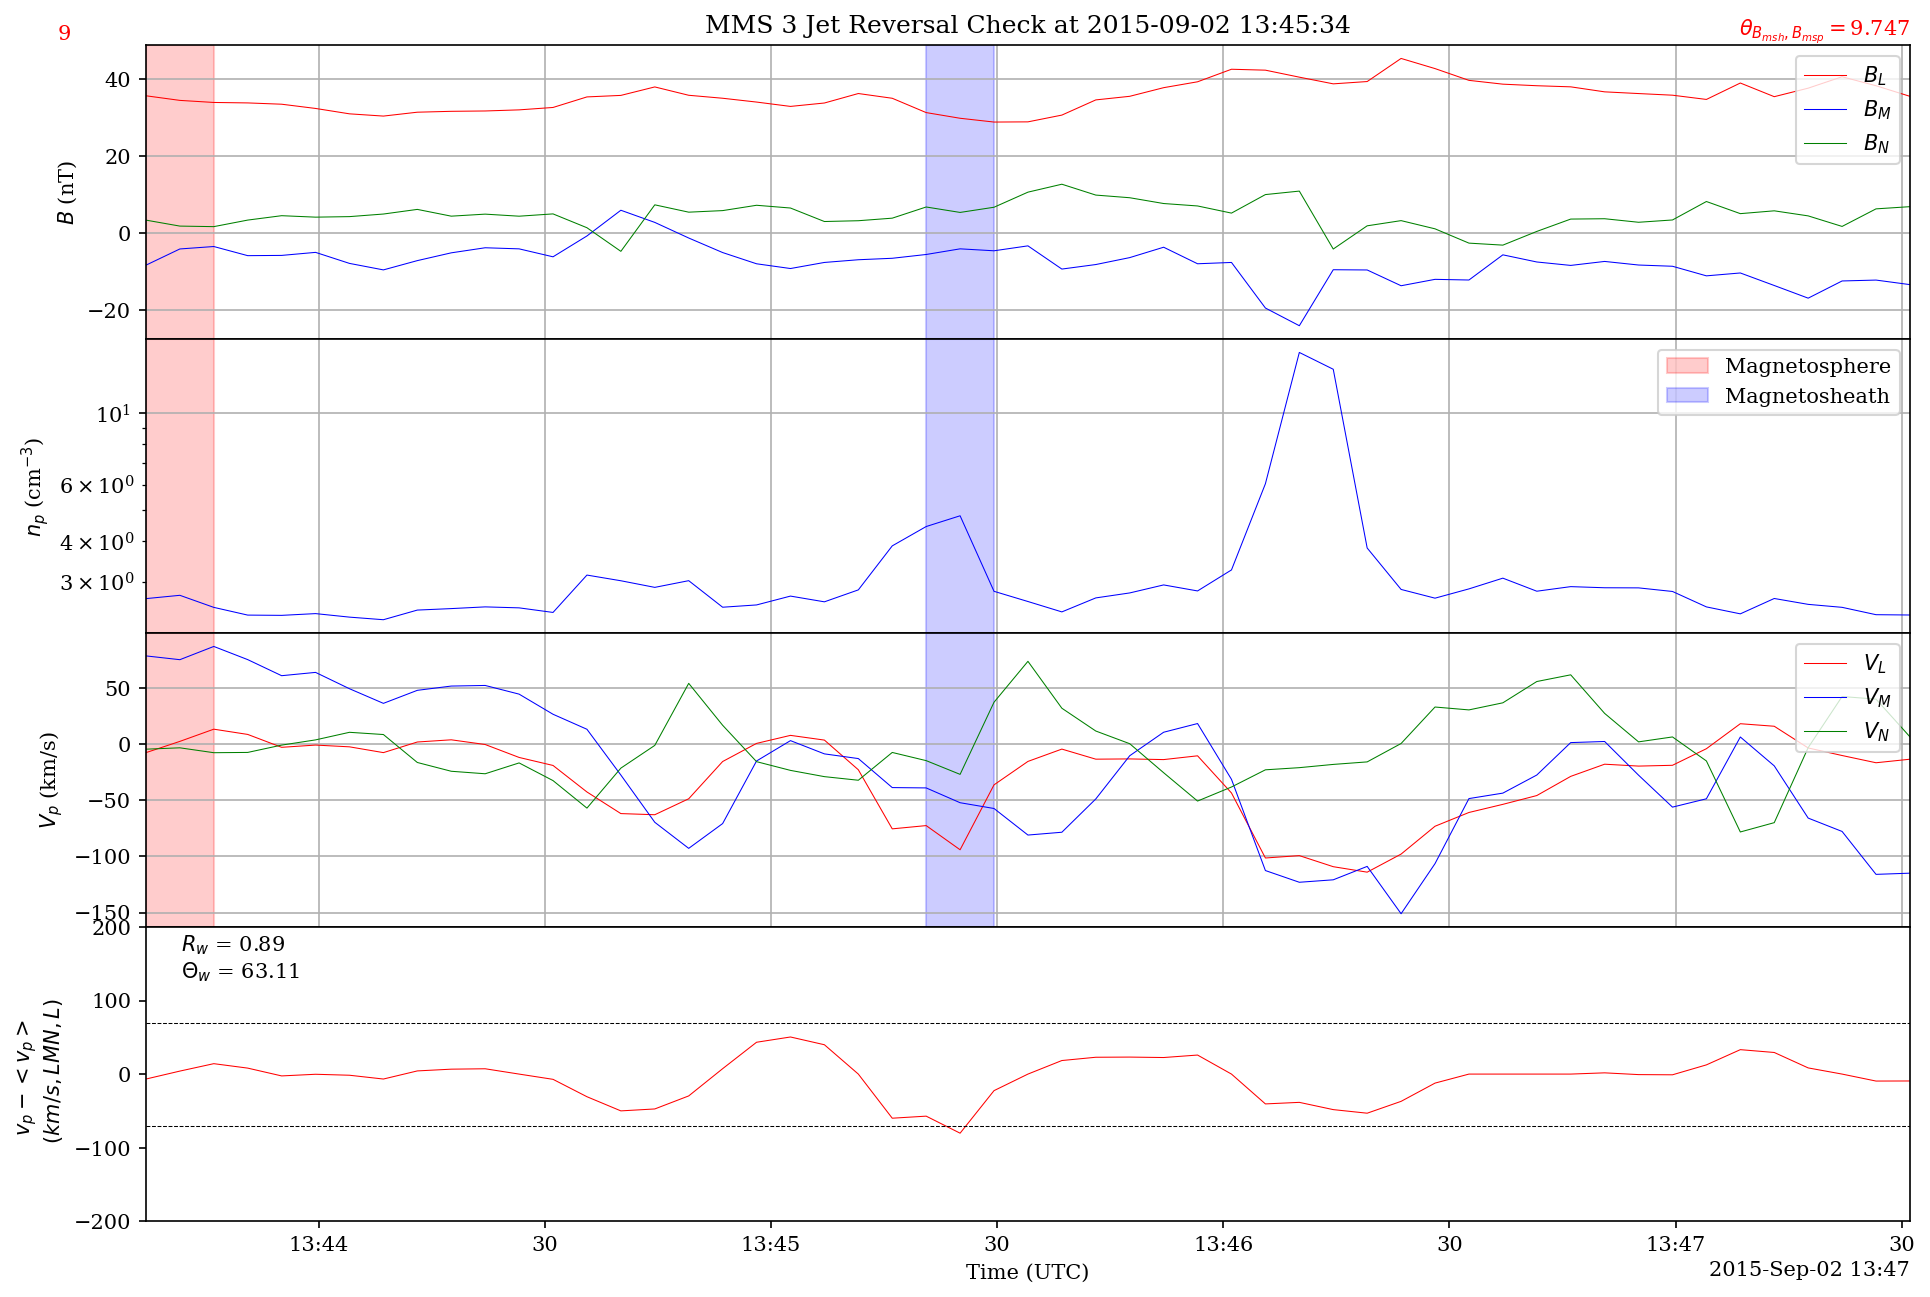 MMS 3 Jet Reversal Check at 2015-09-02 13:45:34
9
θ_{B_{msh}, B_{msp}} = 9.747
B (nT)
40
20
0
−20
B_L
B_M
B_N
n_p (cm^{−3})
10^1
6 × 10^0
4 × 10^0
3 × 10^0
Magnetosphere
Magnetosheath
V_p (km/s)
50
0
−50
−100
−150
V_L
V_M
V_N
v_p − < v_p >
(km/s, LMN, L)
200
100
0
−100
−200
R_w = 0.89
Θ_w = 63.11
13:44 30 13:45 30 13:46 30 13:47 30
Time (UTC)
2015-Sep-02 13:47